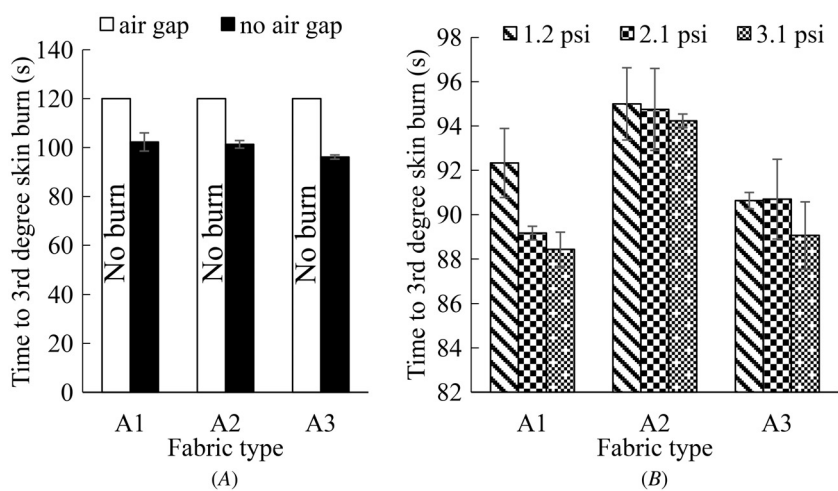 air gap
no air gap
Time to 3rd degree skin burn (s)
140
120
100
80
60
40
20
0
No burn
No burn
No burn
A1
A2
A3
Fabric type
(A)
1.2 psi
2.1 psi
3.1 psi
Time to 3rd degree skin burn (s)
98
96
94
92
90
88
86
84
82
A1
A2
A3
Fabric type
(B)